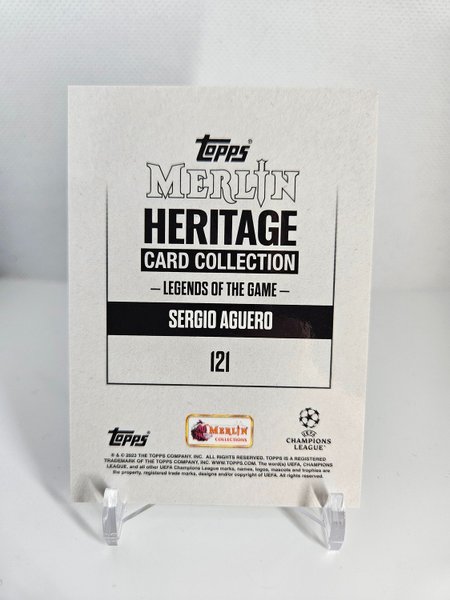 Topps®
MERLIN
HERITAGE
CARD COLLECTION
– LEGENDS OF THE GAME –
SERGIO AGUERO
121
Topps
MERLIN
COLLECTIONS
UEFA
CHAMPIONS
LEAGUE
® & © 2023 THE TOPPS COMPANY, INC. ALL RIGHTS RESERVED. TOPPS IS A REGISTERED
TRADEMARK OF THE TOPPS COMPANY, INC. WWW.TOPPS.COM. The word(s) UEFA, CHAMPIONS
LEAGUE, and all other UEFA Champions League marks, names, logos, mascots and trophies are
the property, registered trade marks, designs and/or copyright of UEFA. All rights reserved.